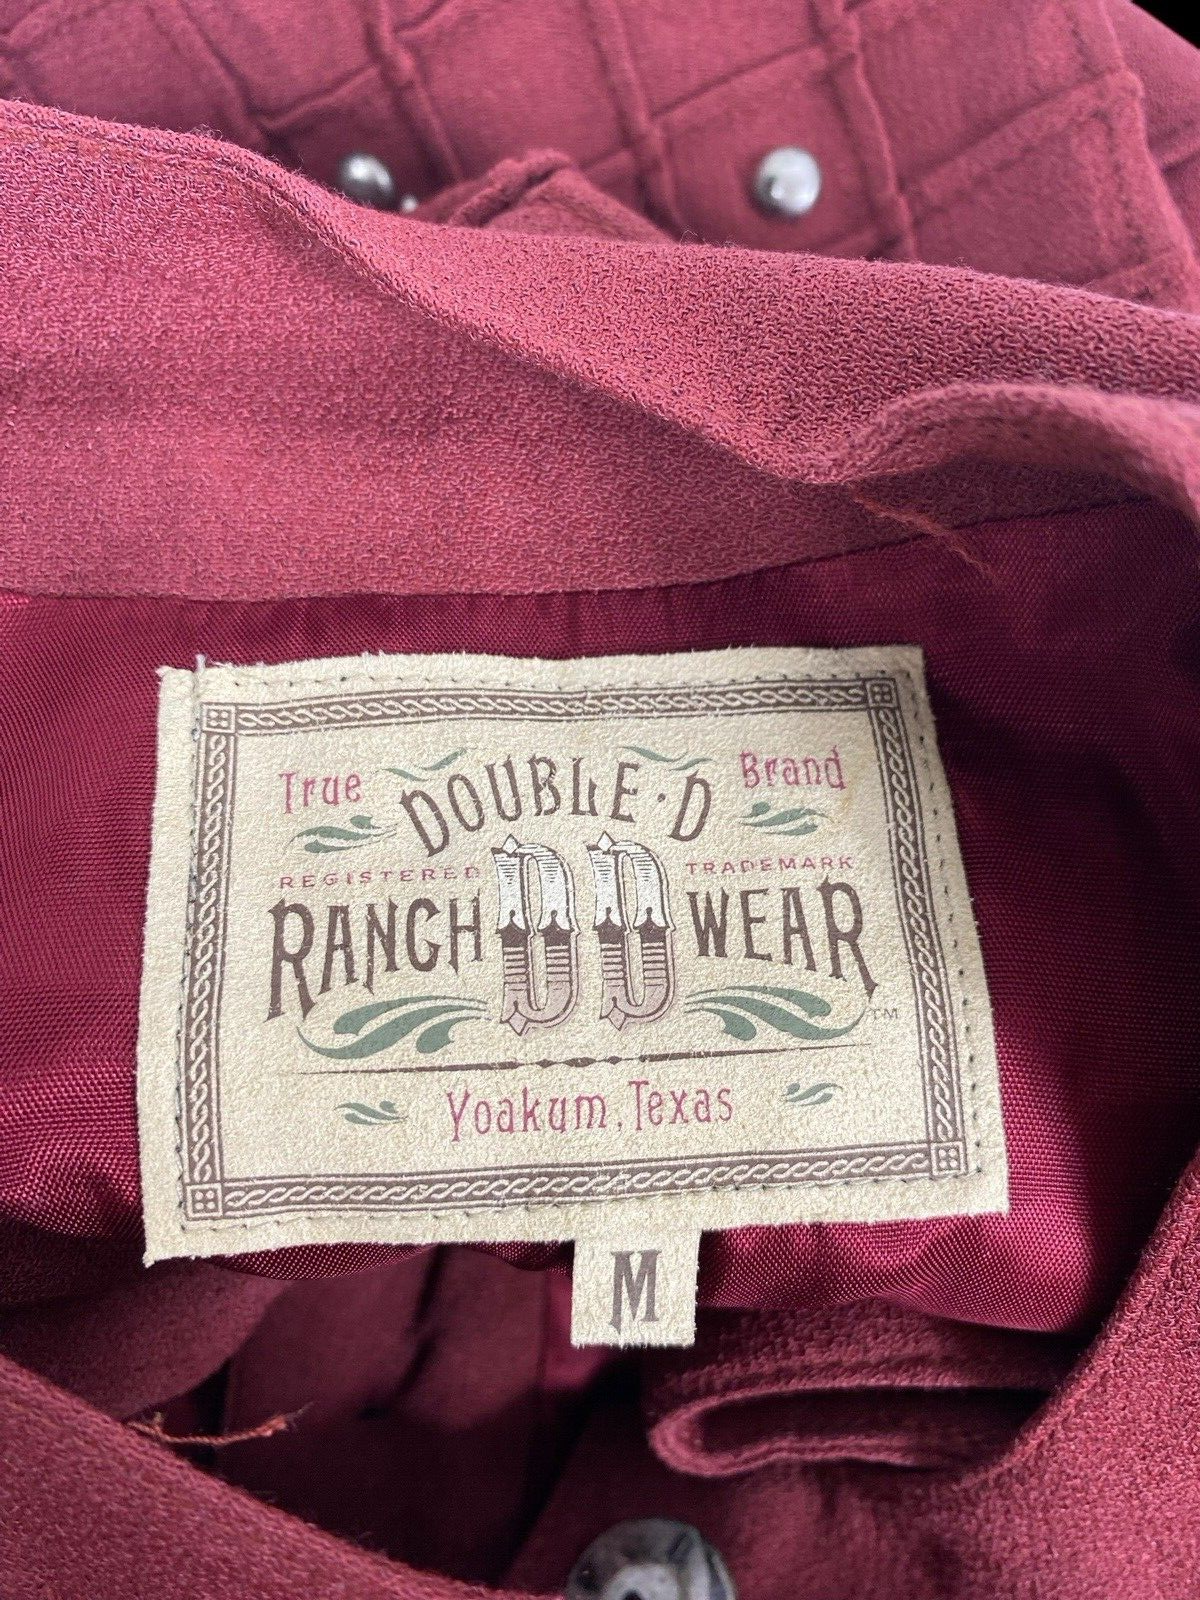 True DOUBLE·D Brand
REGISTERED TRADEMARK
RANCH DD WEAR
TM
Yoakum, Texas
M